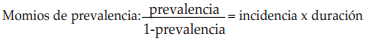 Momios de prevalencia: prevalencia / 1-prevalencia = incidencia x duración